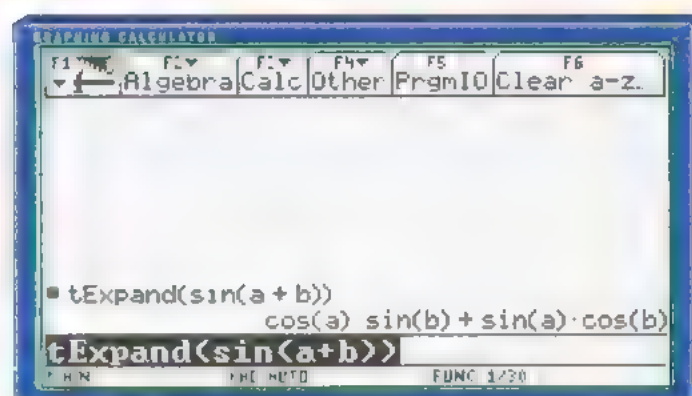 GRAPHING CALCULATOR
F1 F2 F3 F4 F5 F6
Algebra Calc Other PrgmIO Clear a-z…
tExpand(sin(a + b))
cos(a) sin(b) + sin(a)·cos(b)
tExpand(sin(a+b))
MAIN RAD AUTO FUNC 1/30